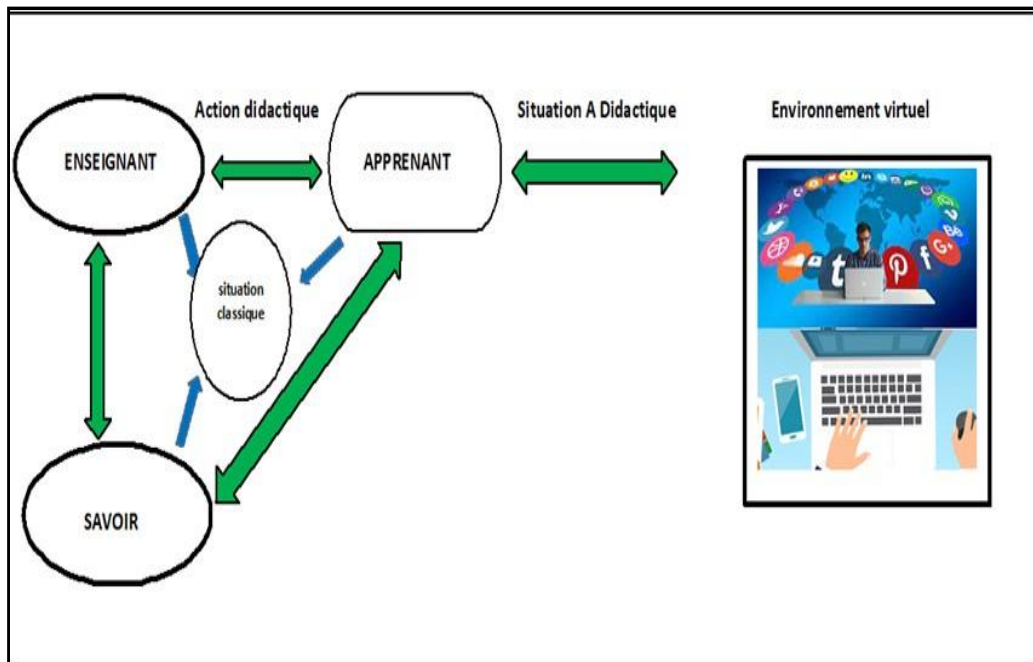 Action didactique
Situation A Didactique
Environnement virtuel
ENSEIGNANT
APPRENANT
situation
classique
SAVOIR